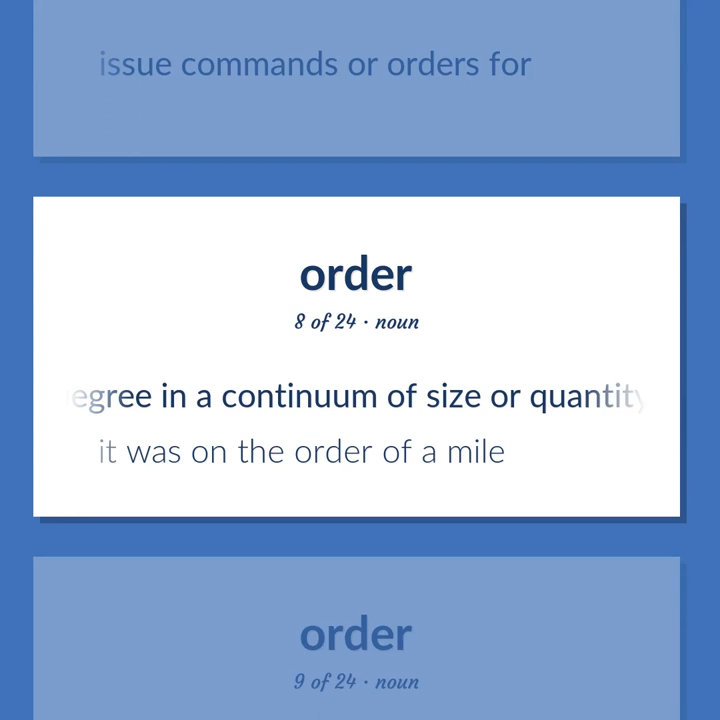 issue commands or orders for
order
8 of 24 · noun
egree in a continuum of size or quantity
it was on the order of a mile
order
9 of 24 · noun